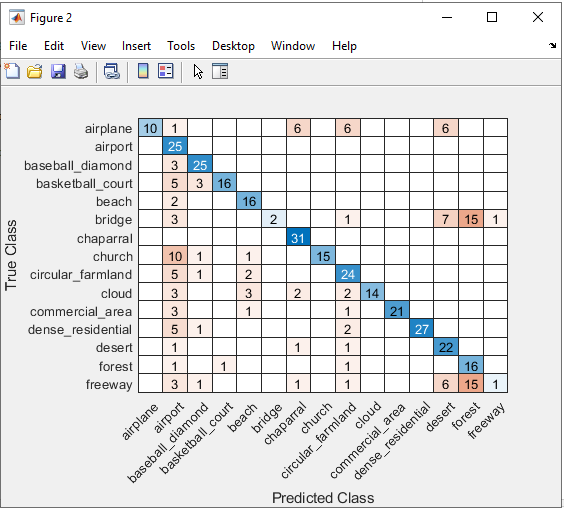 Figure 2
File Edit View Insert Tools Desktop Window Help
airplane 10 1 6 6 6
airport 25
baseball_diamond 3 25
basketball_court 5 3 16
beach 2 16
bridge 3 2 1 7 15 1
chaparral 31
church 10 1 1 15
circular_farmland 5 1 2 24
cloud 3 3 2 2 14
commercial_area 3 1 1 21
dense_residential 5 1 2 27
desert 1 1 1 22
forest 1 1 1 16
freeway 3 1 1 1 6 15 1
True Class
airplane
airport
baseball_diamond
basketball_court
beach
bridge
chaparral
church
circular_farmland
cloud
commercial_area
dense_residential
desert
forest
freeway
Predicted Class